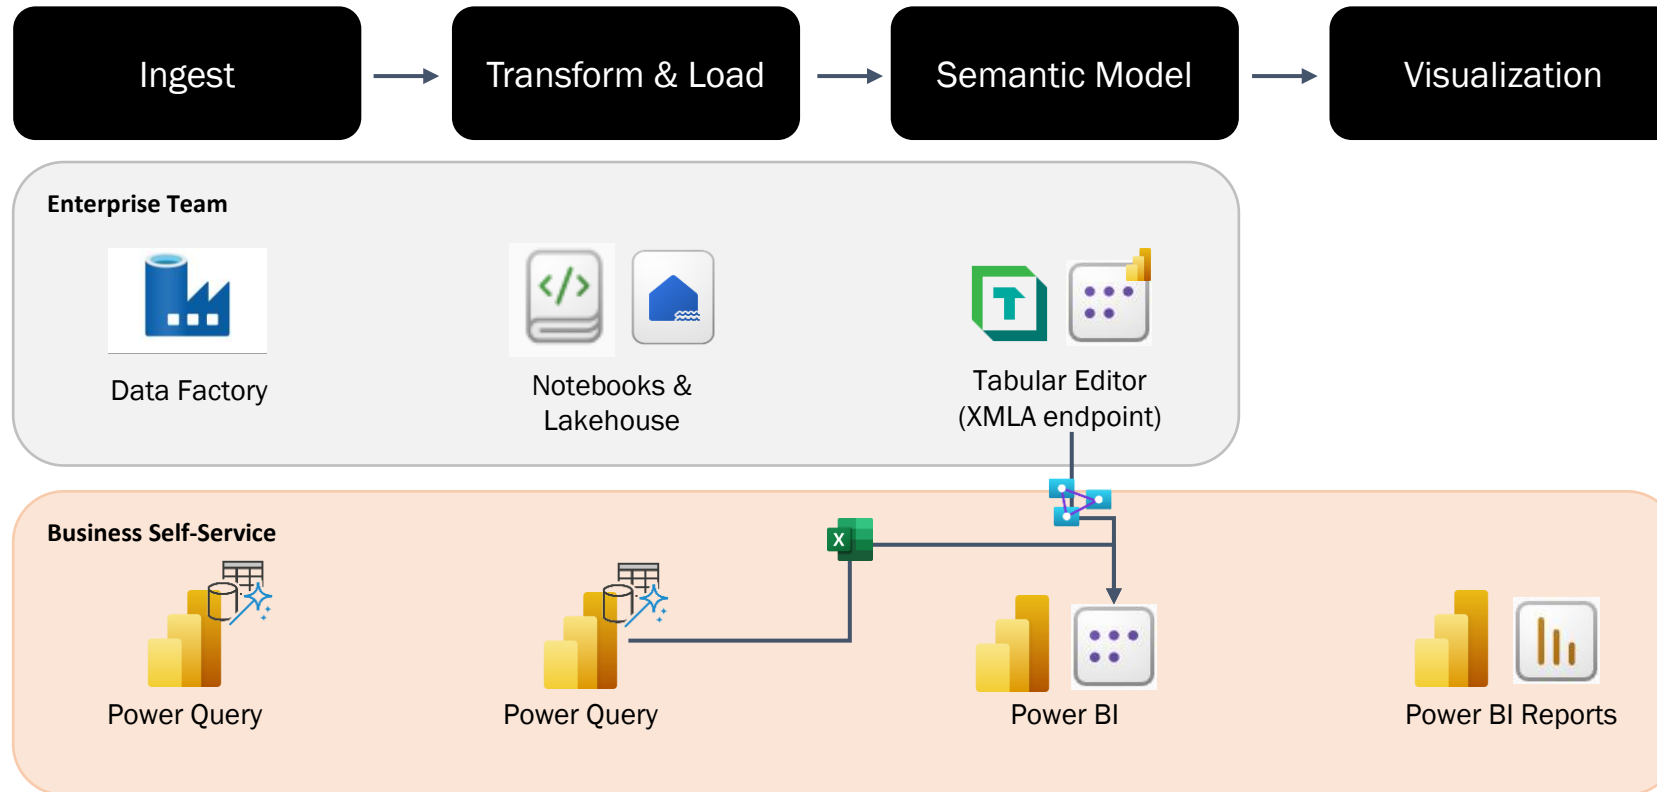 Ingest
Transform & Load
Semantic Model
Visualization
Enterprise Team
Data Factory
Notebooks &
Lakehouse
Tabular Editor
(XMLA endpoint)
Business Self-Service
X
Power Query
Power Query
Power BI
Power BI Reports